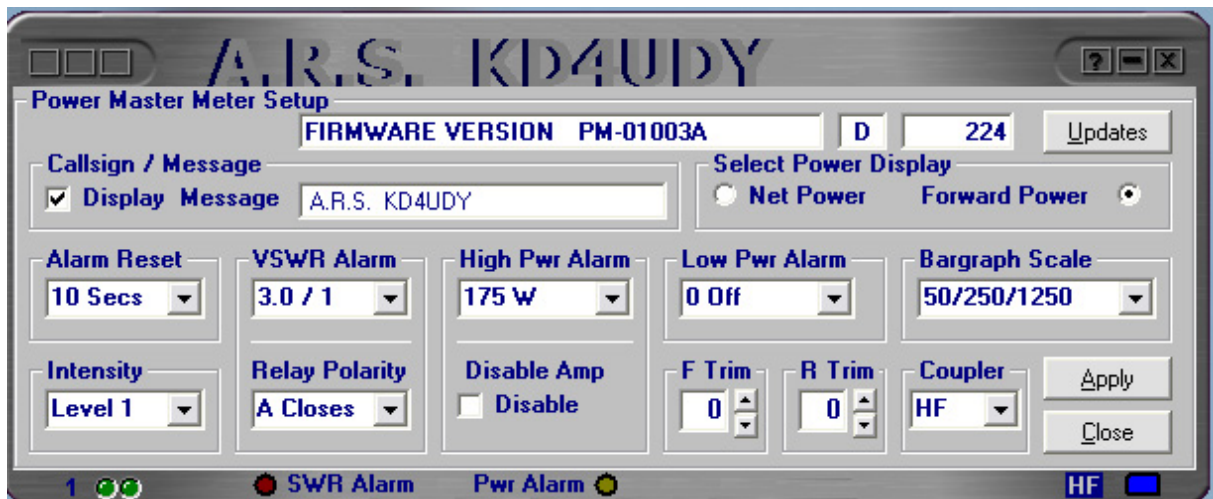 A.R.S. KD4UDY
?
Power Master Meter Setup
FIRMWARE VERSION PM-01003A D 224 Updates
Callsign / Message
Display Message A.R.S. KD4UDY
Select Power Display
Net Power Forward Power
Alarm Reset VSWR Alarm High Pwr Alarm Low Pwr Alarm Bargraph Scale
10 Secs 3.0 / 1 175 W 0 Off 50/250/1250
Intensity Relay Polarity Disable Amp F Trim R Trim Coupler Apply
Level 1 A Closes Disable 0 0 HF
Close
1 SWR Alarm Pwr Alarm HF